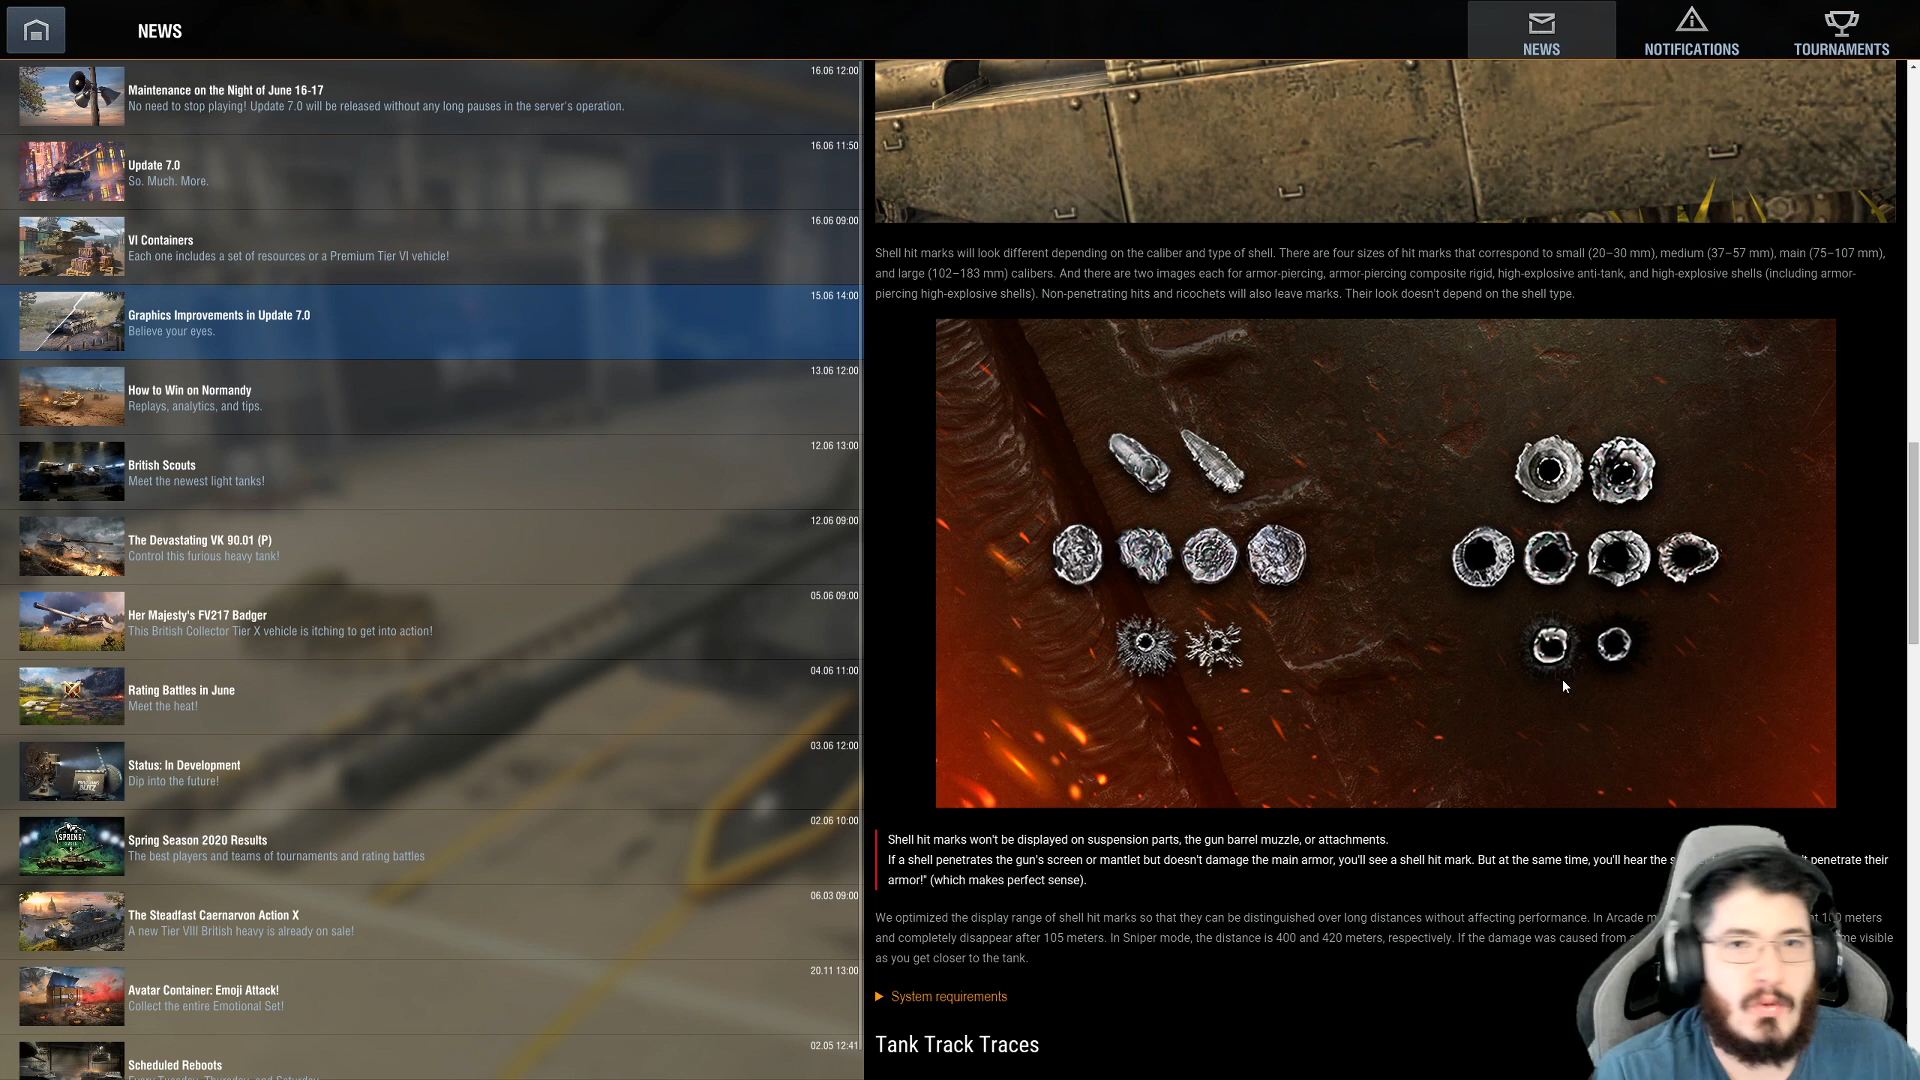 NEWS
NEWS
NOTIFICATIONS
TOURNAMENTS
16.06 12:00
Maintenance on the Night of June 16-17
No need to stop playing! Update 7.0 will be released without any long pauses in the server's operation.
16.06 11:50
Update 7.0
So. Much. More.
16.06 09:00
VI Containers
Each one includes a set of resources or a Premium Tier VI vehicle!
15.06 14:00
Graphics Improvements in Update 7.0
Believe your eyes.
13.06 12:00
How to Win on Normandy
Replays, analytics, and tips.
12.06 13:00
British Scouts
Meet the newest light tanks!
12.06 09:00
The Devastating VK 90.01 (P)
Control this furious heavy tank!
05.06 09:00
Her Majesty's FV217 Badger
This British Collector Tier X vehicle is itching to get into action!
04.06 11:00
Rating Battles in June
Meet the heat!
03.06 12:00
Status: In Development
Dip into the future!
02.06 10:00
SPRING
Spring Season 2020 Results
The best players and teams of tournaments and rating battles
06.03 09:00
The Steadfast Caernarvon Action X
A new Tier VIII British heavy is already on sale!
20.11 13:00
Avatar Container: Emoji Attack!
Collect the entire Emotional Set!
02.05 12:41
Scheduled Reboots
Shell hit marks will look different depending on the caliber and type of shell. There are four sizes of hit marks that correspond to small (20–30 mm), medium (37–57 mm), main (75–107 mm),
and large (102–183 mm) calibers. And there are two images each for armor-piercing, armor-piercing composite rigid, high-explosive anti-tank, and high-explosive shells (including armor-
piercing high-explosive shells). Non-penetrating hits and ricochets will also leave marks. Their look doesn't depend on the shell type.
Shell hit marks won't be displayed on suspension parts, the gun barrel muzzle, or attachments.
If a shell penetrates the gun's screen or mantlet but doesn't damage the main armor, you'll see a shell hit mark. But at the same time, you'll hear the penetrate their
armor!" (which makes perfect sense).
We optimized the display range of shell hit marks so that they can be distinguished over long distances without affecting performance. In Arcade meters
and completely disappear after 105 meters. In Sniper mode, the distance is 400 and 420 meters, respectively. If the damage was caused from visible
as you get closer to the tank.
System requirements
Tank Track Traces